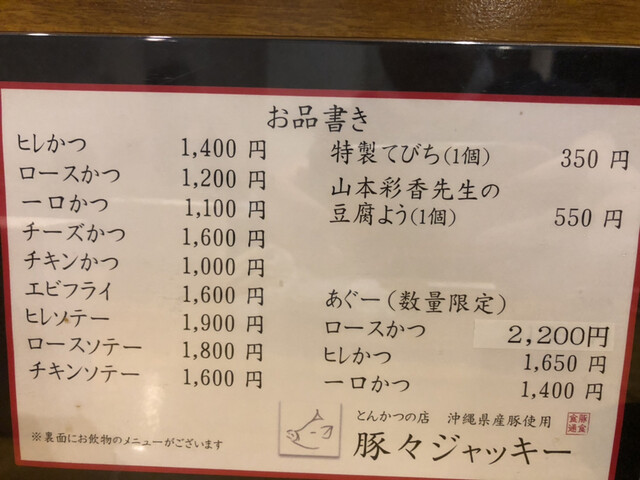 お品書き
ヒレかつ 1,400 円
ロースかつ 1,200 円
一口かつ 1,100 円
チーズかつ 1,600 円
チキンかつ 1,000 円
エビフライ 1,600 円
ヒレソテー 1,900 円
ロースソテー 1,800 円
チキンソテー 1,600 円
※裏面にお飲物のメニューがございます
特製てびち(1個) 350 円
山本彩香先生の
豆腐よう(1個) 550 円
あぐー(数量限定)
ロースかつ 2,200円
ヒレかつ 1,650 円
一口かつ 1,400 円
とんかつの店 沖縄県産豚使用
豚々ジャッキー